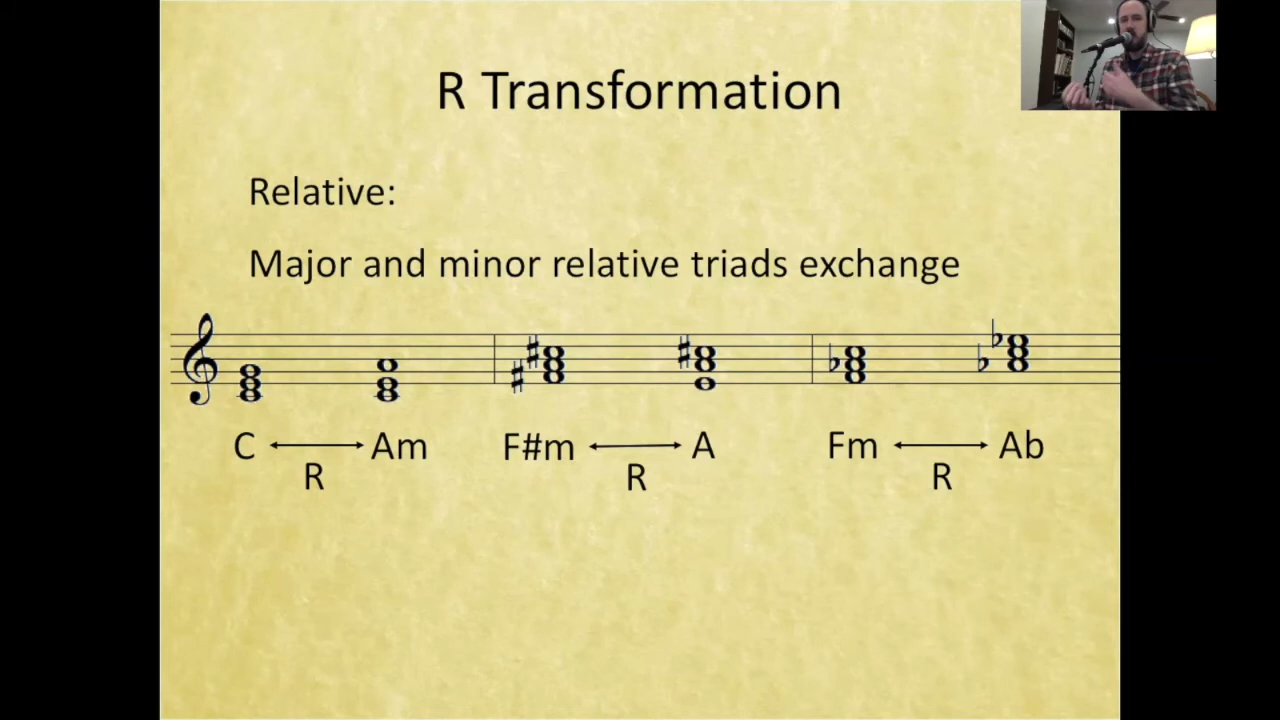 R Transformation
Relative:
Major and minor relative triads exchange
C Am F#m A Fm Ab
R R R